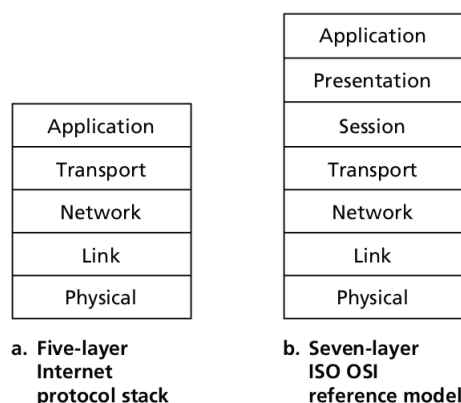 Application
Transport
Network
Link
Physical
a. Five-layer
Internet
protocol stack
Application
Presentation
Session
Transport
Network
Link
Physical
b. Seven-layer
ISO OSI
reference model